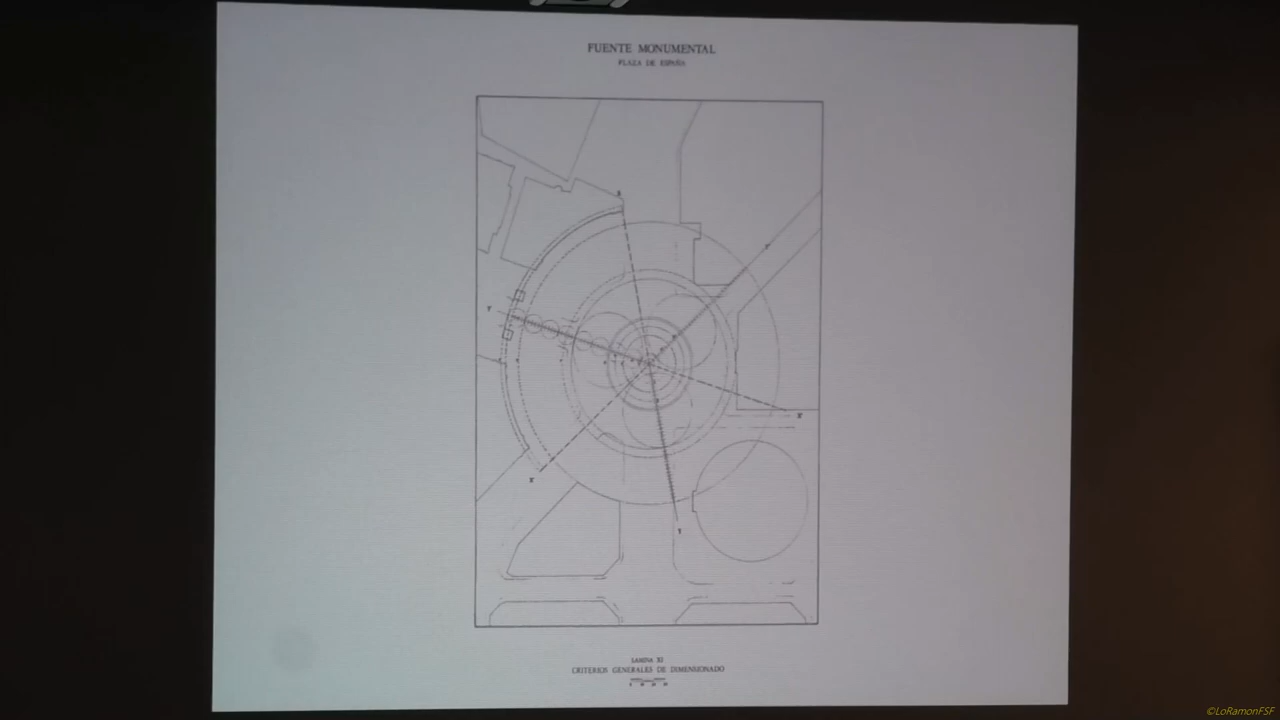 FUENTE MONUMENTAL
PLAZA DE ESPAÑA
LAMINA XI
CRITERIOS GENERALES DE DIMENSIONADO
©LoRamonFSF